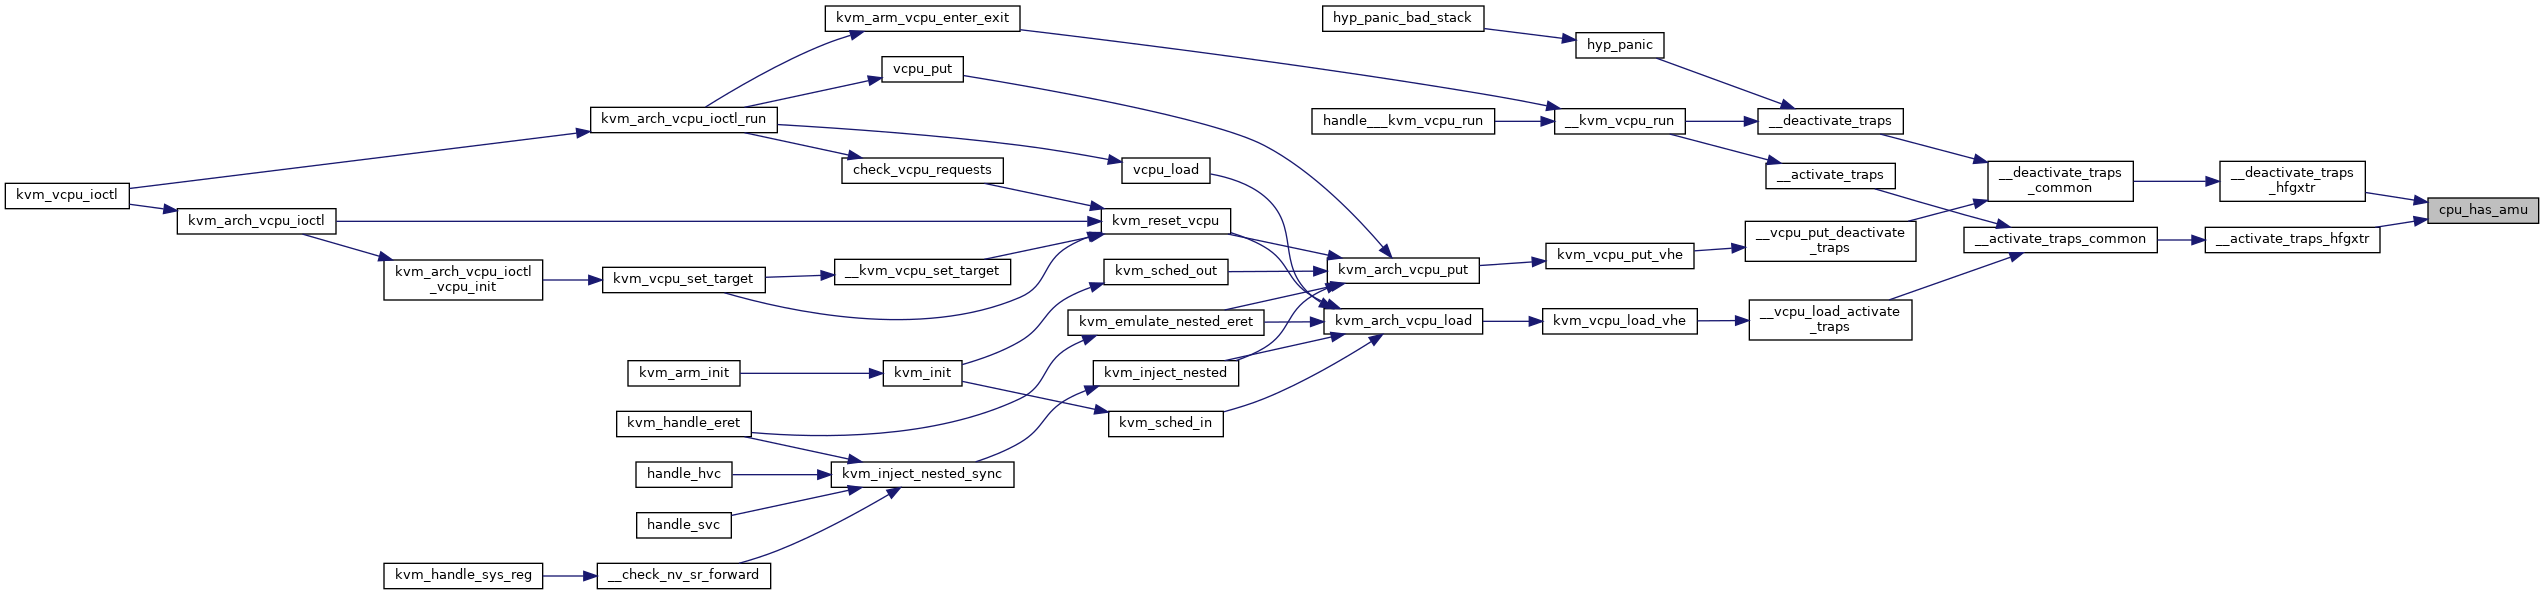 kvm_arm_vcpu_enter_exit
hyp_panic_bad_stack
hyp_panic
vcpu_put
kvm_arch_vcpu_ioctl_run
handle___kvm_vcpu_run
__kvm_vcpu_run
__deactivate_traps
check_vcpu_requests
vcpu_load
__activate_traps
__deactivate_traps
_common
__deactivate_traps
_hfgxtr
kvm_vcpu_ioctl
cpu_has_amu
kvm_arch_vcpu_ioctl
kvm_reset_vcpu
__vcpu_put_deactivate
_traps
__activate_traps_common
__activate_traps_hfgxtr
kvm_vcpu_put_vhe
kvm_arch_vcpu_ioctl
_vcpu_init
kvm_vcpu_set_target
__kvm_vcpu_set_target
kvm_sched_out
kvm_arch_vcpu_put
kvm_emulate_nested_eret
kvm_arch_vcpu_load
kvm_vcpu_load_vhe
__vcpu_load_activate
_traps
kvm_arm_init
kvm_init
kvm_inject_nested
kvm_handle_eret
kvm_sched_in
handle_hvc
kvm_inject_nested_sync
handle_svc
kvm_handle_sys_reg
__check_nv_sr_forward